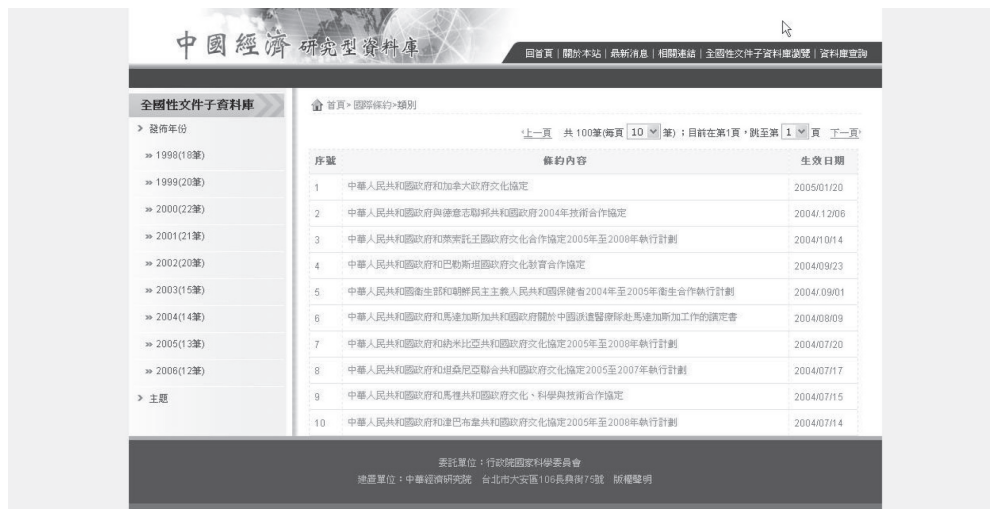 中國經濟 研究型資料庫
回首頁 | 關於本站 | 最新消息 | 相關連結 | 全國性文件子資料庫瀏覽 | 資料庫查詢
全國性文件子資料庫
> 發佈年份
» 1998(18筆)
» 1999(20筆)
» 2000(22筆)
» 2001(21筆)
» 2002(20筆)
» 2003(15筆)
» 2004(14筆)
» 2005(13筆)
» 2006(12筆)
> 主題
首頁> 國際條約>類別
上一頁 共 100筆(每頁 10 筆)；目前在第1頁，跳至第 1 頁 下一頁
序號 條約內容 生效日期
1 中華人民共和國政府和加拿大政府文化協定 2005/01/20
2 中華人民共和國政府與德意志聯邦共和國政府2004年技術合作協定 2004/.12/06
3 中華人民共和國政府和萊索託王國政府文化合作協定2005年至2008年執行計劃 2004/10/14
4 中華人民共和國政府和巴勒斯坦國政府文化教育合作協定 2004/09/23
5 中華人民共和國衛生部和朝鮮民主主義人民共和國保健省2004年至2005年衛生合作執行計劃 2004/.09/01
6 中華人民共和國政府和馬達加斯加共和國政府關於中國派遣醫療隊赴馬達加斯加工作的議定書 2004/08/09
7 中華人民共和國政府和納米比亞共和國政府文化協定2005年至2008年執行計劃 2004/07/20
8 中華人民共和國政府和坦桑尼亞聯合共和國政府文化協定2005至2007年執行計劃 2004/07/17
9 中華人民共和國政府和馬裡共和國政府文化、科學與技術合作協定 2004/07/15
10 中華人民共和國政府和津巴布韋共和國政府文化協定2005年至2008年執行計劃 2004/07/14
委託單位：行政院國家科學委員會
建置單位：中華經濟研究院 台北市大安區106長興街75號 版權聲明